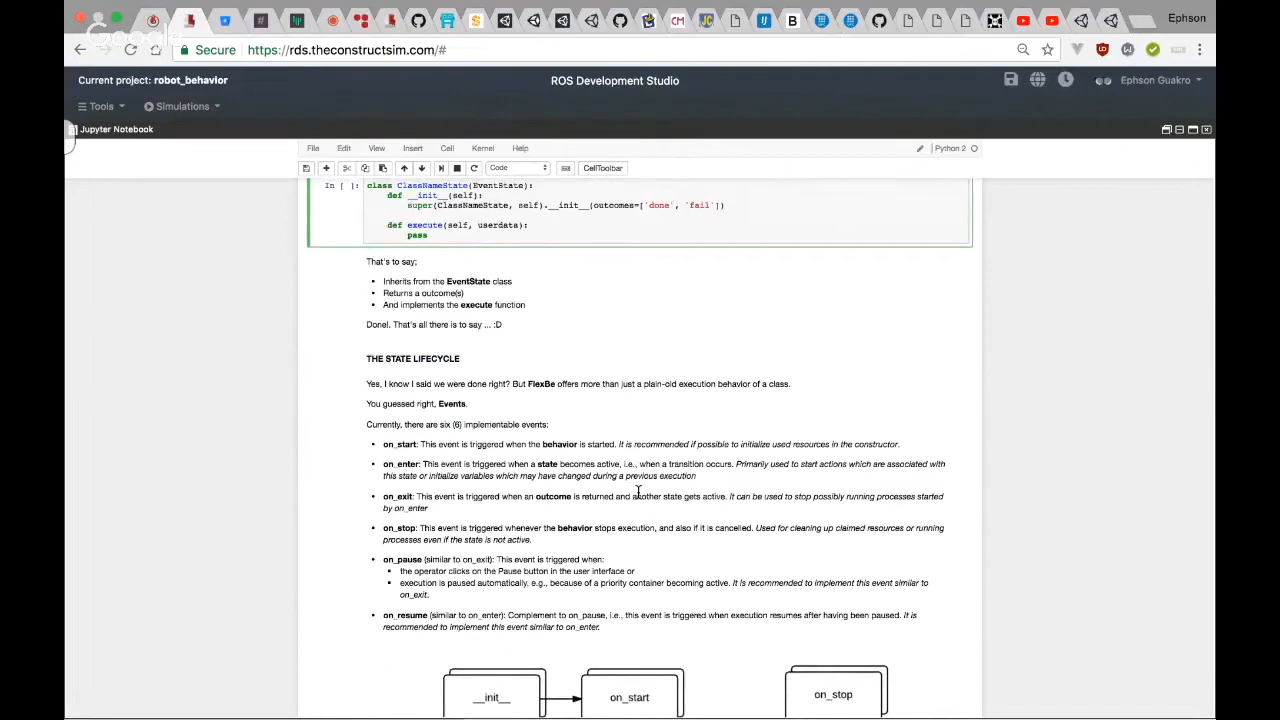 Ephson
Google
Secure https://rds.theconstructsim.com/#
Current project: robot_behavior
ROS Development Studio
Ephson Guakro
Tools
Simulations
Jupyter Notebook
File Edit View Insert Cell Kernel Help
Python 2
Code
CellToolbar
In [ ]: class ClassNameState(EventState):
def __init__(self):
super(ClassNameState, self).__init__(outcomes=['done', 'fail'])
def execute(self, userdata):
pass
That's to say;
Inherits from the EventState class
Returns a outcome(s)
And implements the execute function
Done!. That's all there is to say ... :D
THE STATE LIFECYCLE
Yes, I know I said we were done right? But FlexBe offers more than just a plain-old execution behavior of a class.
You guessed right, Events.
Currently, there are six (6) implementable events:
on_start: This event is triggered when the behavior is started. It is recommended if possible to initialize used resources in the constructor.
on_enter: This event is triggered when a state becomes active, i.e., when a transition occurs. Primarily used to start actions which are associated with
this state or initialize variables which may have changed during a previous execution
on_exit: This event is triggered when an outcome is returned and another state gets active. It can be used to stop possibly running processes started
by on_enter
on_stop: This event is triggered whenever the behavior stops execution, and also if it is cancelled. Used for cleaning up claimed resources or running
processes even if the state is not active.
on_pause (similar to on_exit): This event is triggered when:
the operator clicks on the Pause button in the user interface or
execution is paused automatically, e.g., because of a priority container becoming active. It is recommended to implement this event similar to
on_exit.
on_resume (similar to on_enter): Complement to on_pause, i.e., this event is triggered when execution resumes after having been paused. It is
recommended to implement this event similar to on_enter.
__init__
on_start
on_stop